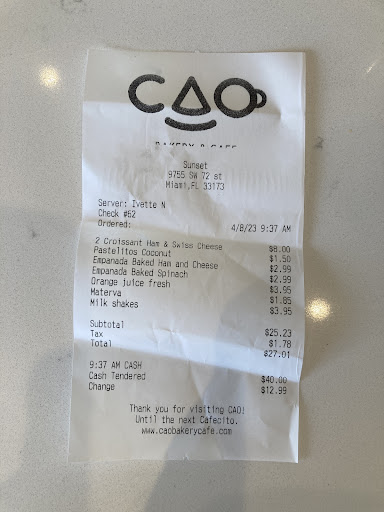 CAO
BAKERY & CAFE
Sunset
9755 SW 72 st
Miami,FL 33173
Server: Ivette N
Check #62
Ordered: 4/8/23 9:37 AM
2 Croissant Ham & Swiss Cheese $8.00
Pastelitos Coconut $1.50
Empanada Baked Ham and Cheese $2.99
Empanada Baked Spinach $2.99
Orange juice fresh $3.95
Materva $1.85
Milk shakes $3.95
Subtotal $25.23
Tax $1.78
Total $27.01
9:37 AM CASH
Cash Tendered $40.00
Change $12.99
Thank you for visiting CAO!
Until the next Cafecito.
www.caobakerycafe.com